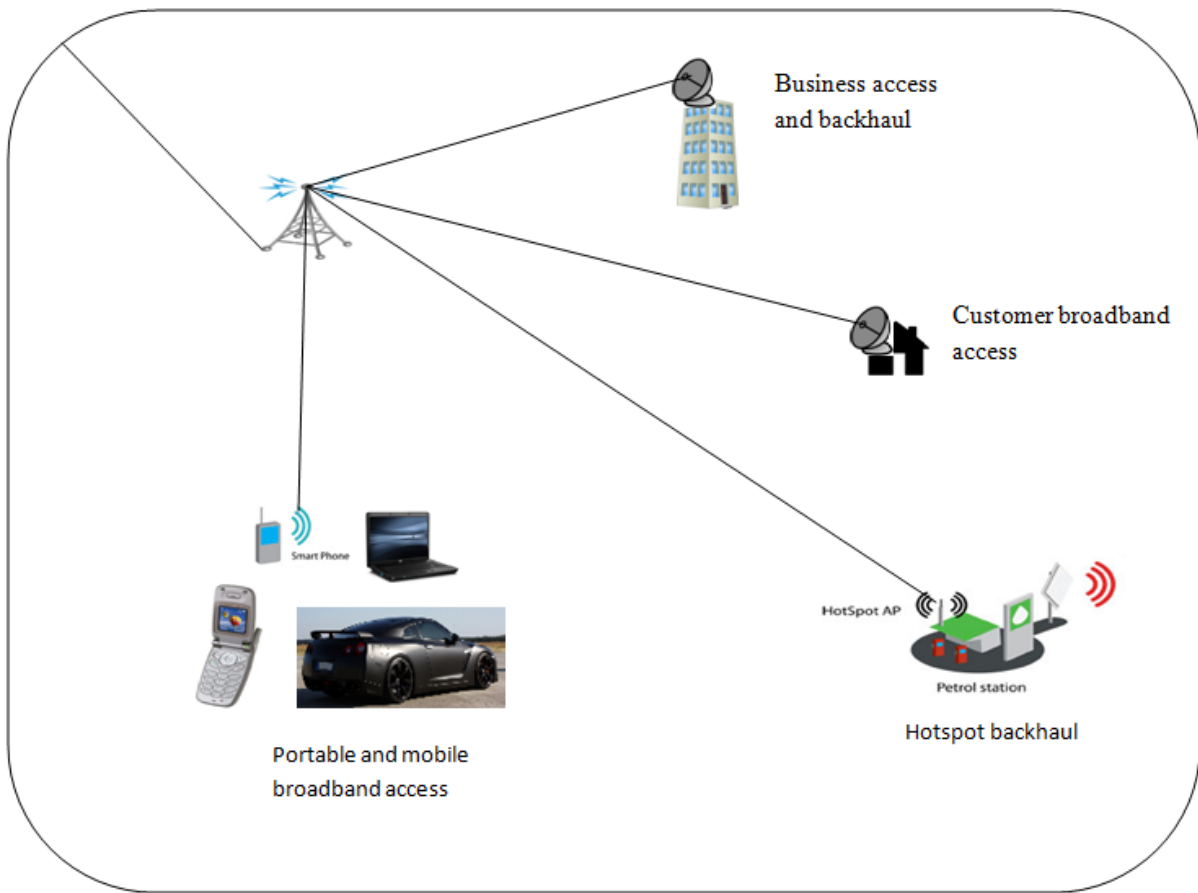 Business access
and backhaul
Customer broadband
access
Smart Phone
HotSpot AP
Petrol station
Hotspot backhaul
Portable and mobile
broadband access